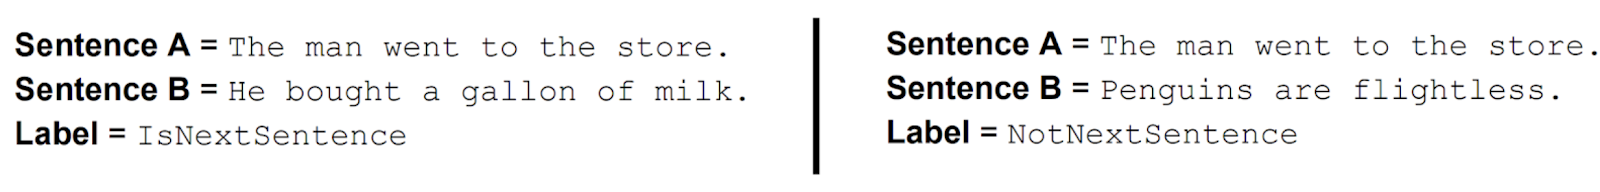 Sentence A = The man went to the store.
Sentence B = He bought a gallon of milk.
Label = IsNextSentence
Sentence A = The man went to the store.
Sentence B = Penguins are flightless.
Label = NotNextSentence